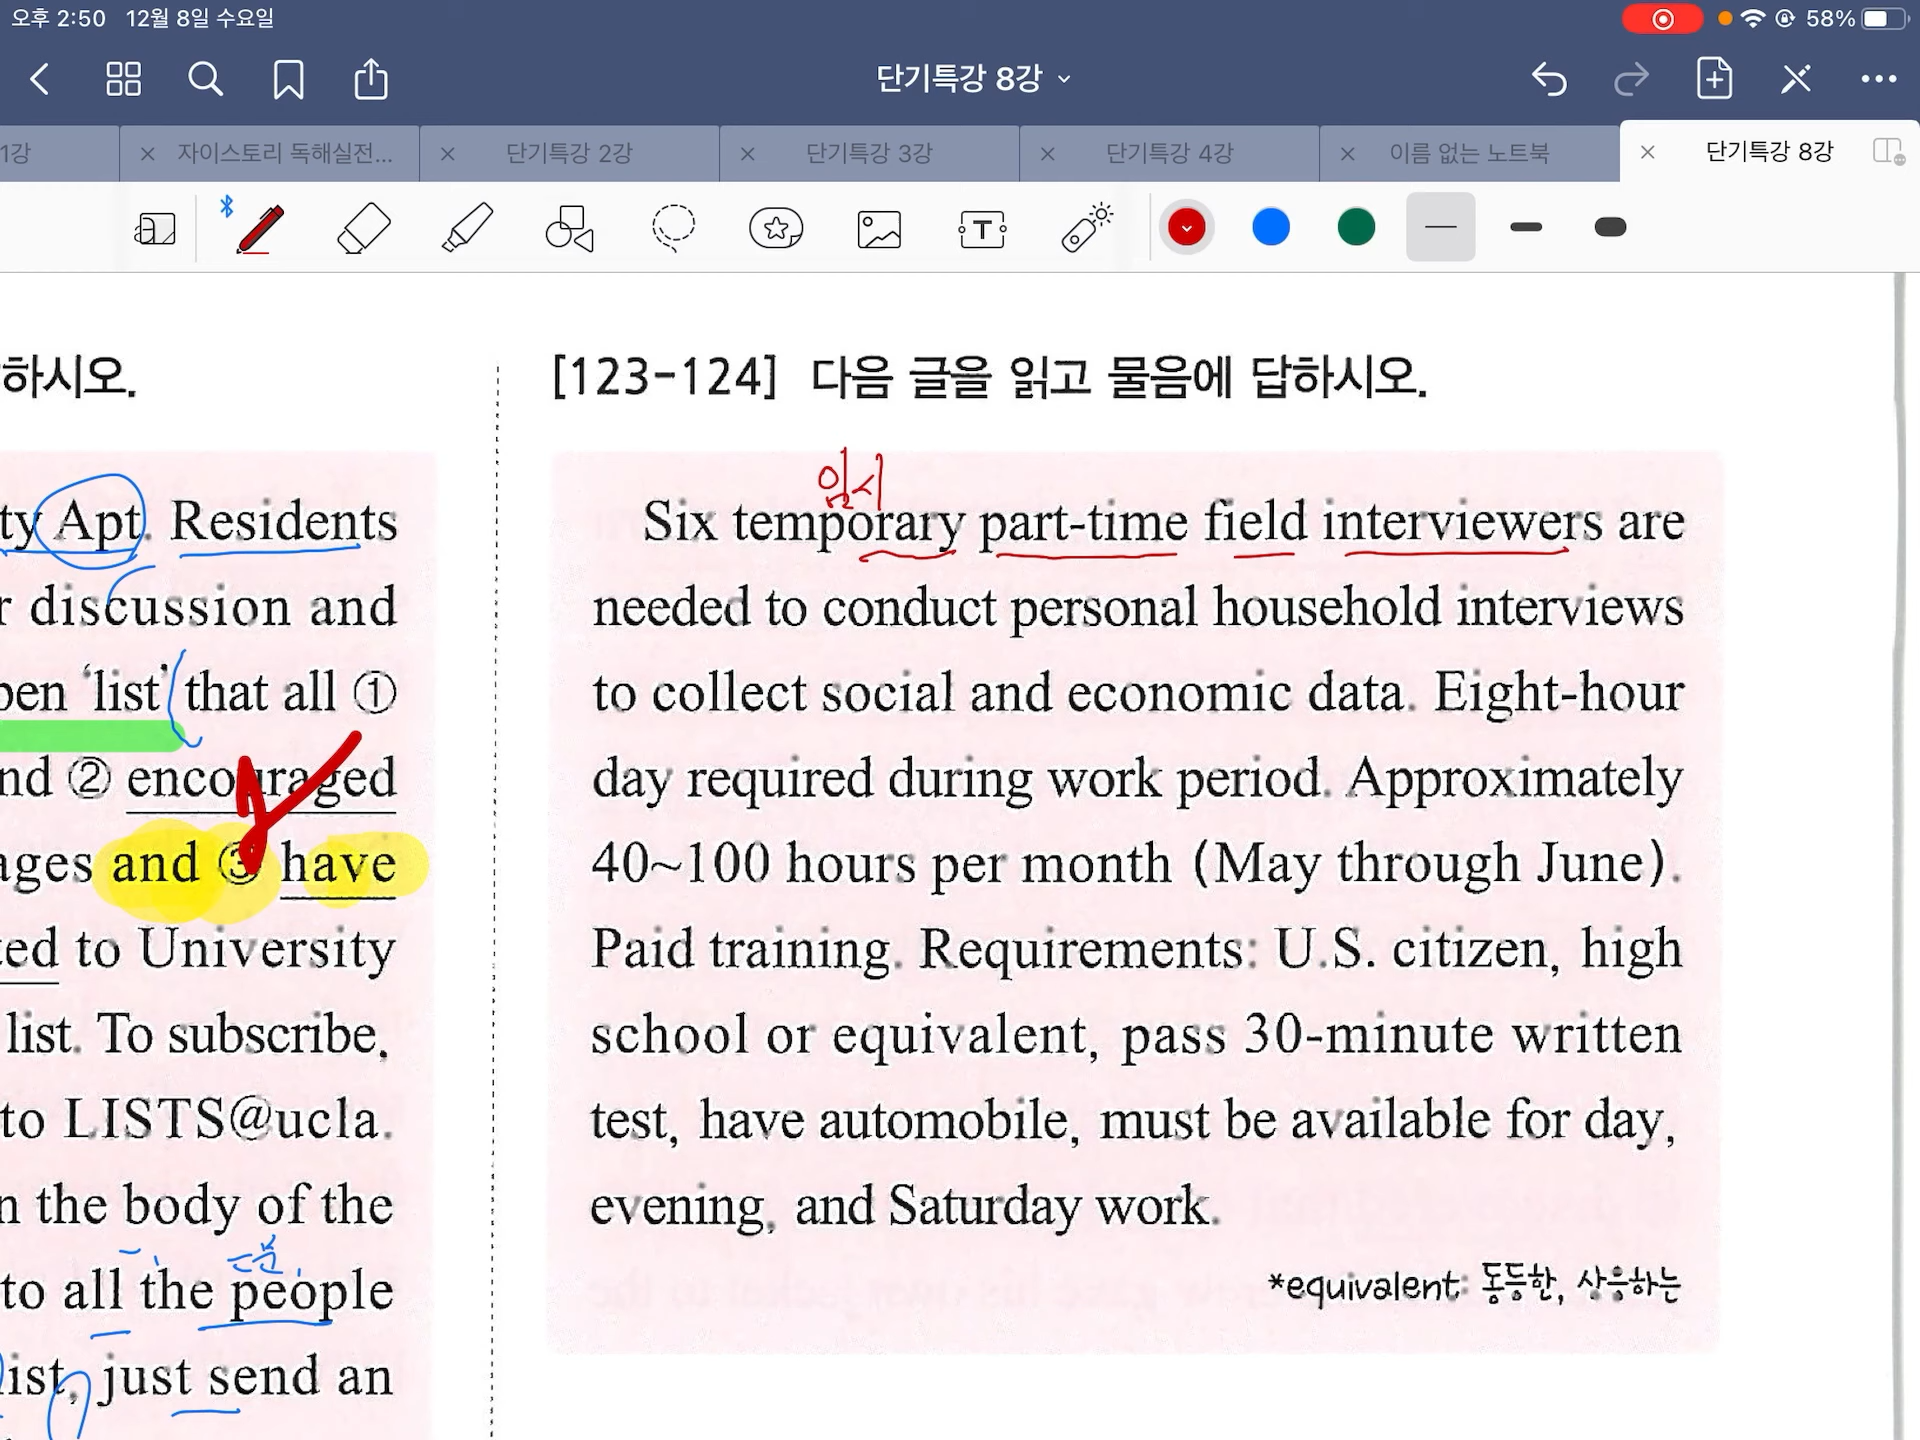 오후 2:50 12월 8일 수요일
58%
단기특강 8강
1강
자이스토리 독해실전...
단기특강 2강
단기특강 3강
단기특강 4강
이름 없는 노트북
단기특강 8강
하시오.
ty Apt. Residents
r discussion and
pen ‘list’ that all ①
nd ② encouraged
ages and ③ have
ted to University
list. To subscribe,
to LISTS@ucla.
n the body of the
to all the people
list, just send an
[123-124] 다음 글을 읽고 물음에 답하시오.
임시
Six temporary part-time field interviewers are
needed to conduct personal household interviews
to collect social and economic data. Eight-hour
day required during work period. Approximately
40~100 hours per month (May through June).
Paid training. Requirements: U.S. citizen, high
school or equivalent, pass 30-minute written
test, have automobile, must be available for day,
evening, and Saturday work.
*equivalent: 동등한, 상응하는